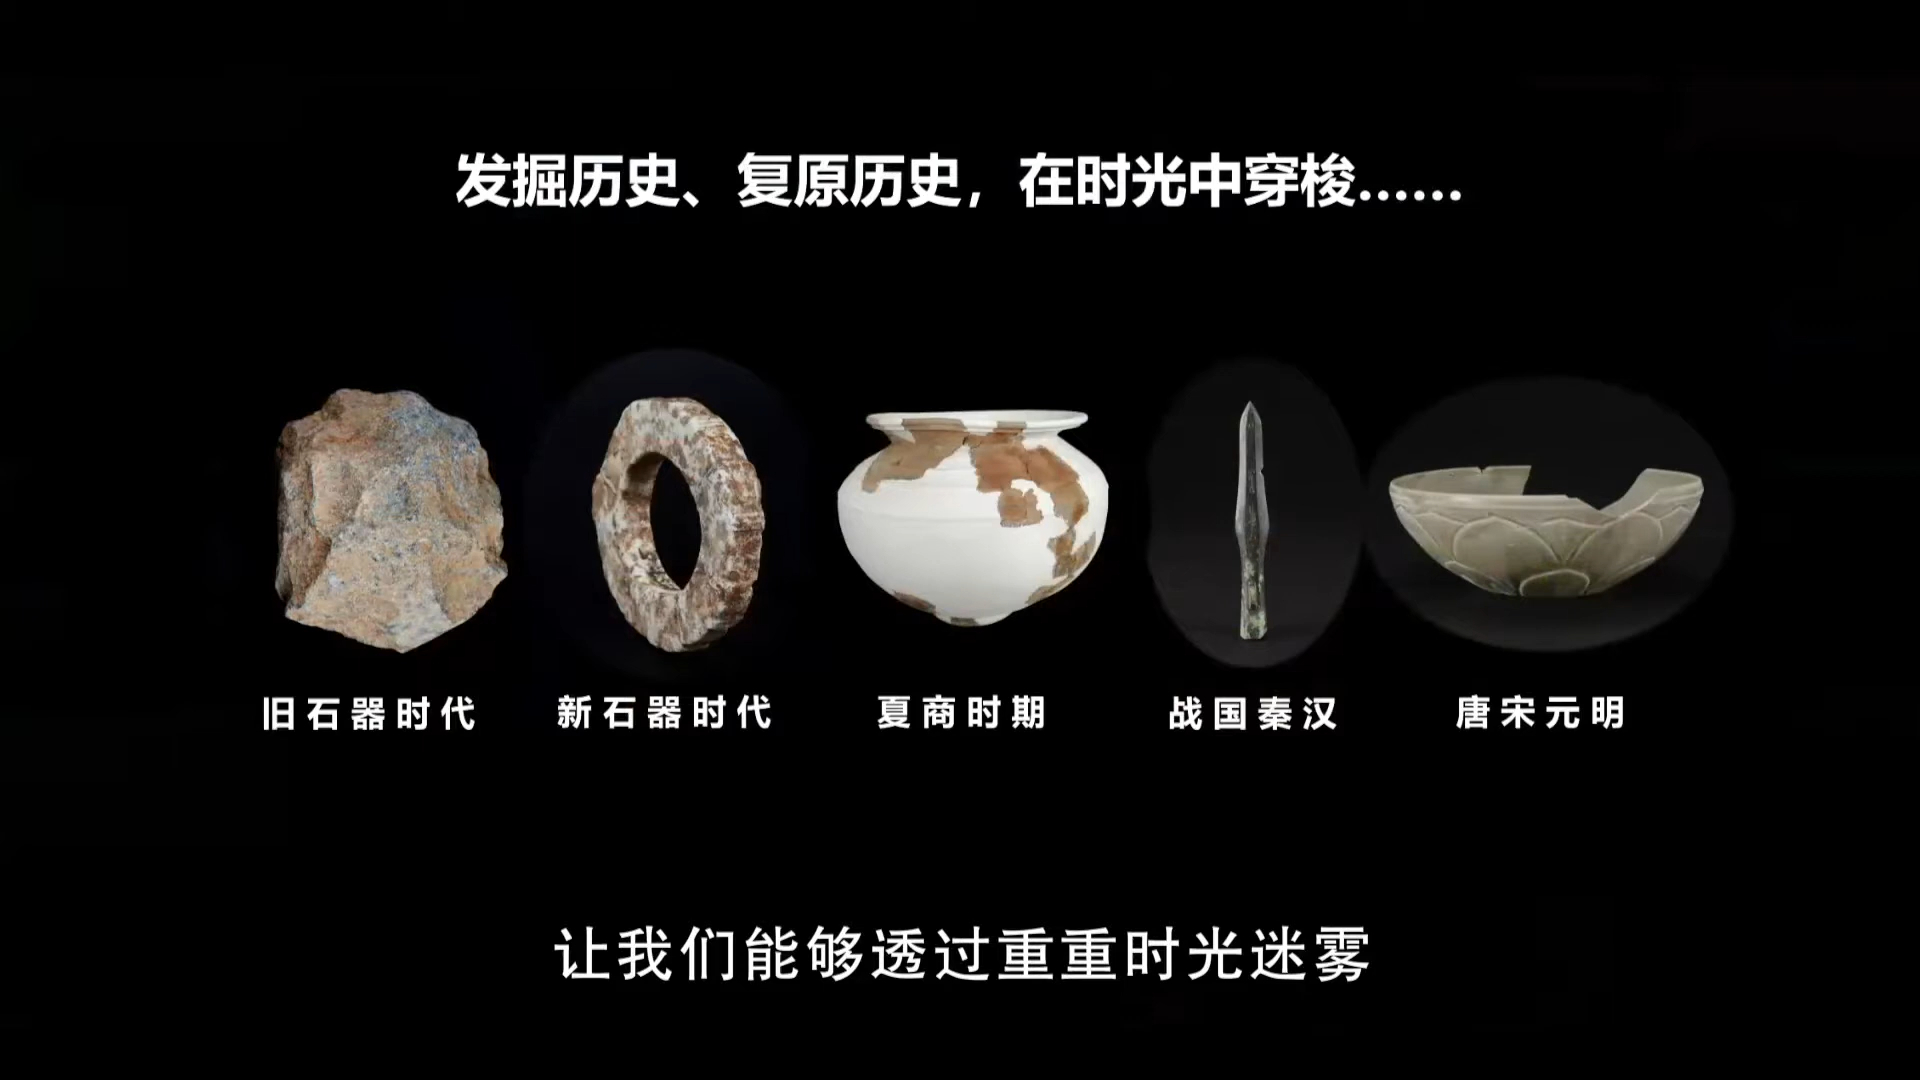 发掘历史、复原历史，在时光中穿梭……
旧石器时代
新石器时代
夏商时期
战国秦汉
唐宋元明
让我们能够透过重重时光迷雾